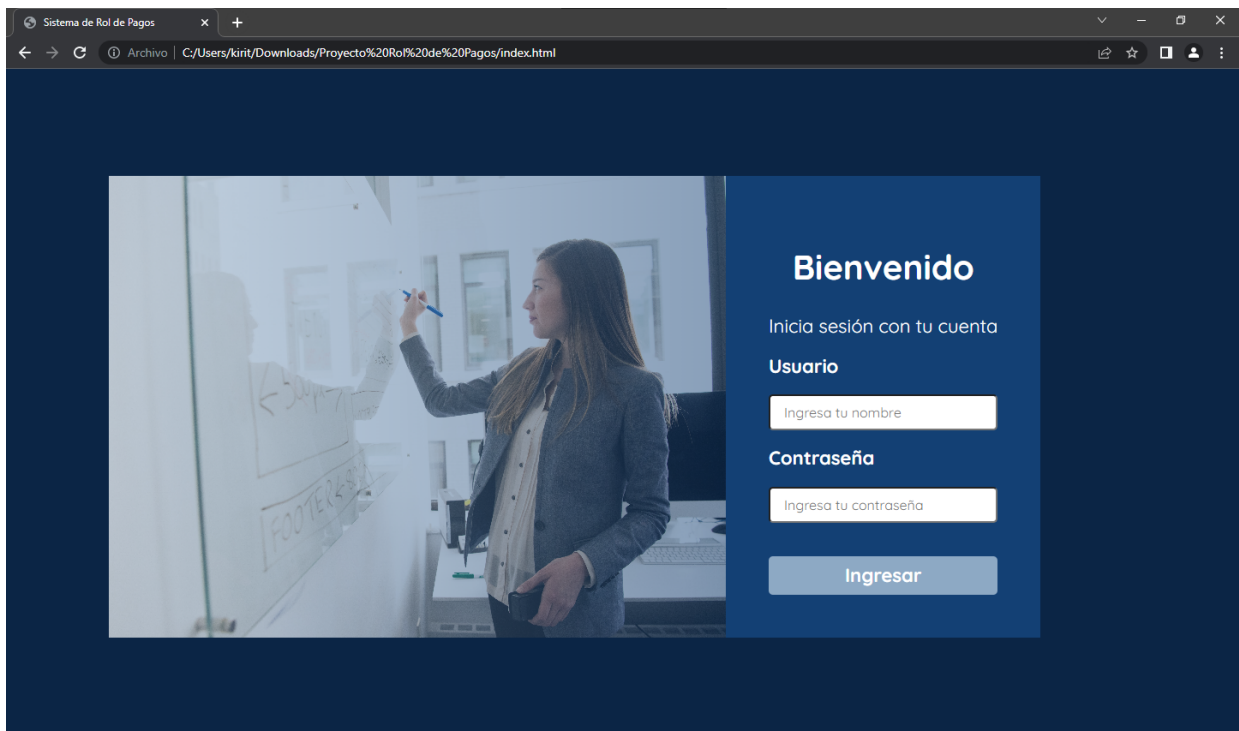 Sistema de Rol de Pagos
Archivo C:/Users/kirit/Downloads/Proyecto%20Rol%20de%20Pagos/index.html
Bienvenido
Inicia sesión con tu cuenta
Usuario
Ingresa tu nombre
Contraseña
Ingresa tu contraseña
Ingresar
FOOTER